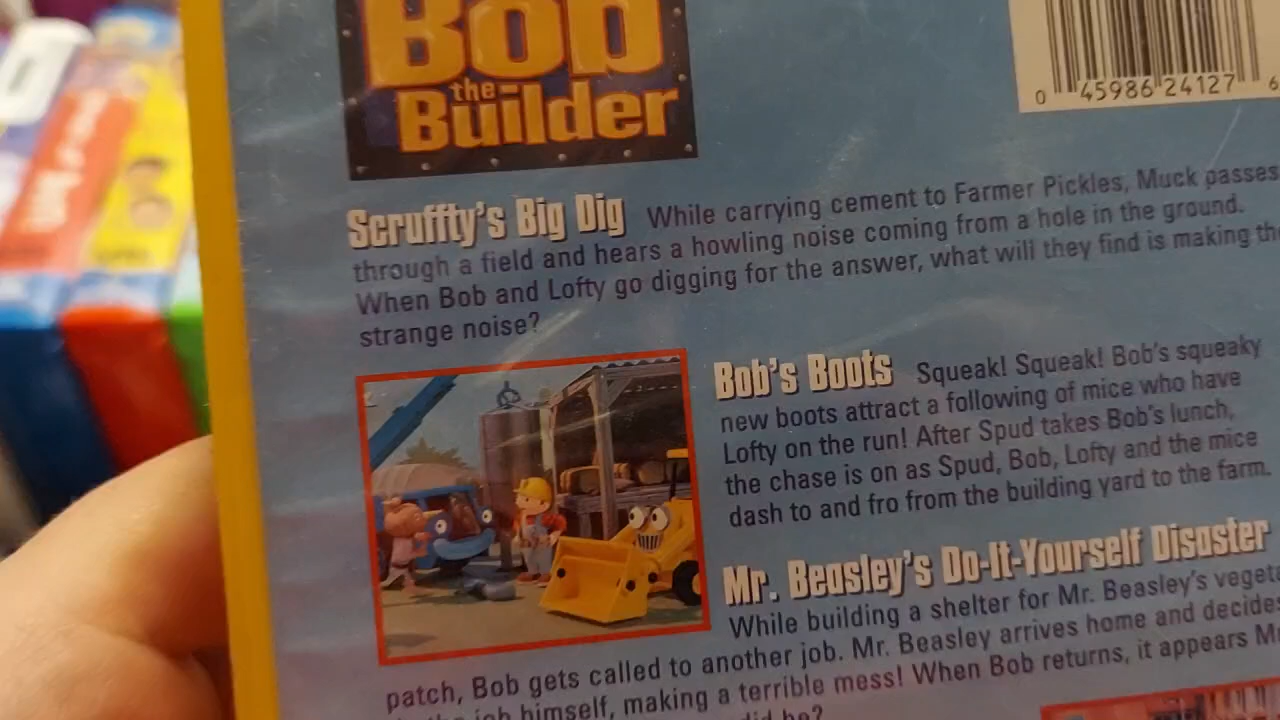 Bob
the
Builder
0 45986 24127 6
Scruffty's Big Dig While carrying cement to Farmer Pickles, Muck passes
through a field and hears a howling noise coming from a hole in the ground.
When Bob and Lofty go digging for the answer, what will they find is making the
strange noise?
Bob's Boots Squeak! Squeak! Bob's squeaky
new boots attract a following of mice who have
Lofty on the run! After Spud takes Bob's lunch,
the chase is on as Spud, Bob, Lofty and the mice
dash to and fro from the building yard to the farm.
Mr. Beasley's Do-It-Yourself Disaster
While building a shelter for Mr. Beasley's vegeta
patch, Bob gets called to another job. Mr. Beasley arrives home and decides
job himself, making a terrible mess! When Bob returns, it appears M
did he?